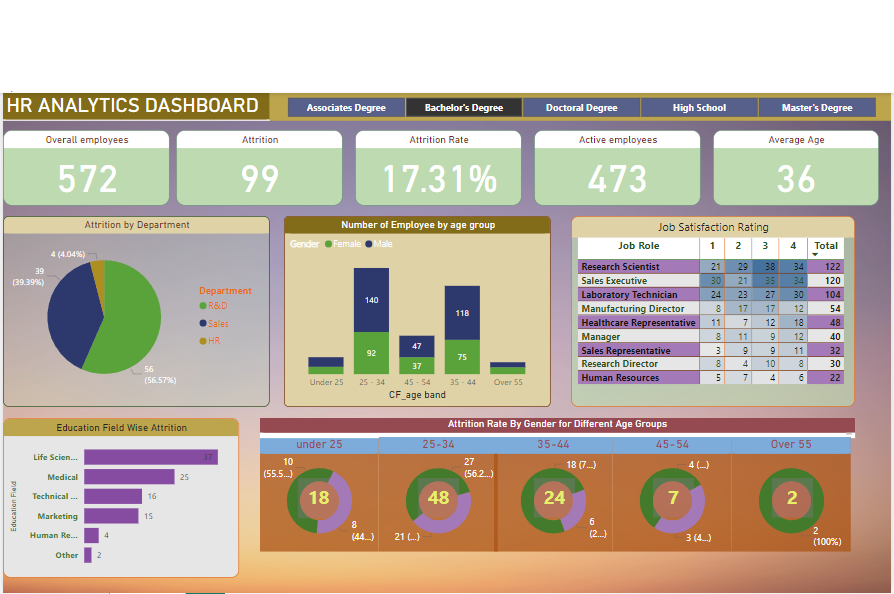 HR ANALYTICS DASHBOARD
Associates Degree
Bachelor's Degree
Doctoral Degree
High School
Master's Degree
Overall employees
572
Attrition
99
Attrition Rate
17.31%
Active employees
473
Average Age
36
Attrition by Department
4 (4.04%)
39
(39.39%)
56
(56.57%)
Department
R&D
Sales
HR
Number of Employee by age group
Gender Female Male
140
92
47
37
118
75
Under 25 25 - 34 45 - 54 35 - 44 Over 55
CF_age band
Job Satisfaction Rating
Job Role 1 2 3 4 Total
Research Scientist 21 29 38 34 122
Sales Executive 30 21 35 34 120
Laboratory Technician 24 23 27 30 104
Manufacturing Director 8 17 17 12 54
Healthcare Representative 11 7 12 18 48
Manager 8 11 9 12 40
Sales Representative 3 9 9 11 32
Research Director 8 4 10 8 30
Human Resources 5 7 4 6 22
Education Field Wise Attrition
Education Field
Life Scien... 37
Medical 25
Technical ... 16
Marketing 15
Human Re... 4
Other 2
Attrition Rate By Gender for Different Age Groups
under 25
10
(55.5...)
18
8
(44...)
25-34
27
(56.2...)
48
21 (...)
35-44
18 (7...)
24
6
(2...)
45-54
4 (...)
7
3 (4...)
Over 55
2
2
(100%)